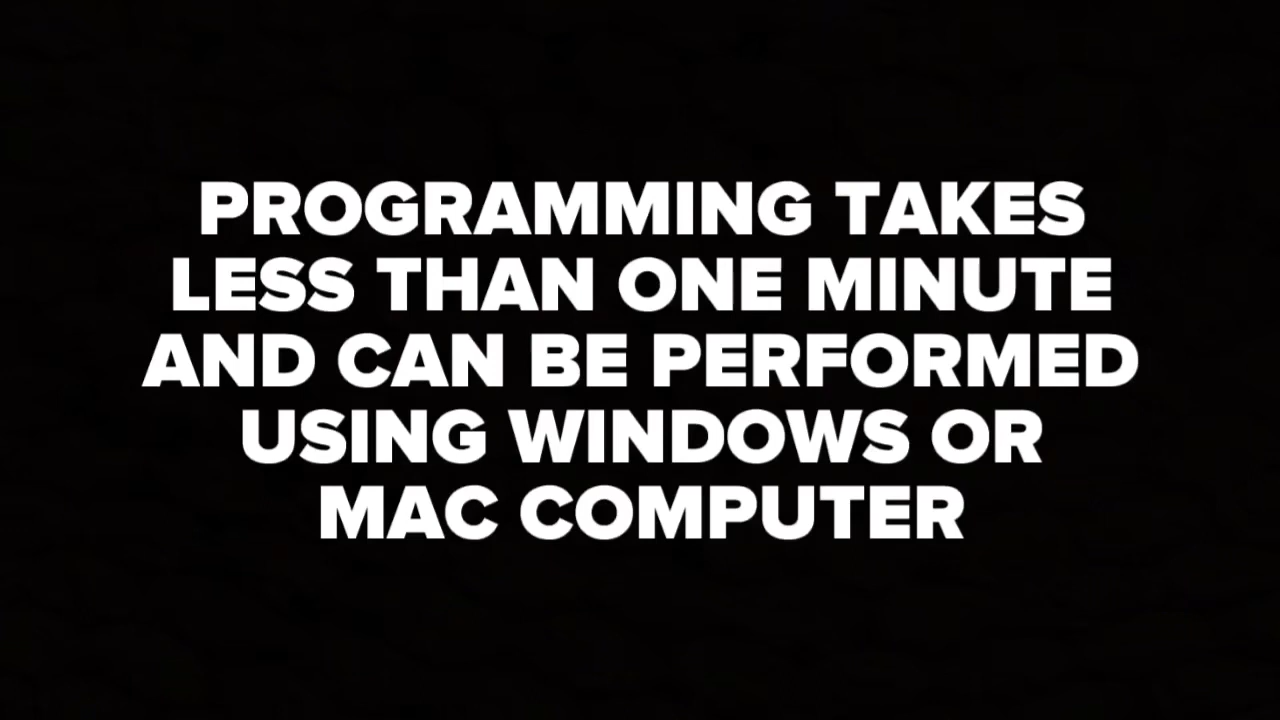 PROGRAMMING TAKES
LESS THAN ONE MINUTE
AND CAN BE PERFORMED
USING WINDOWS OR
MAC COMPUTER